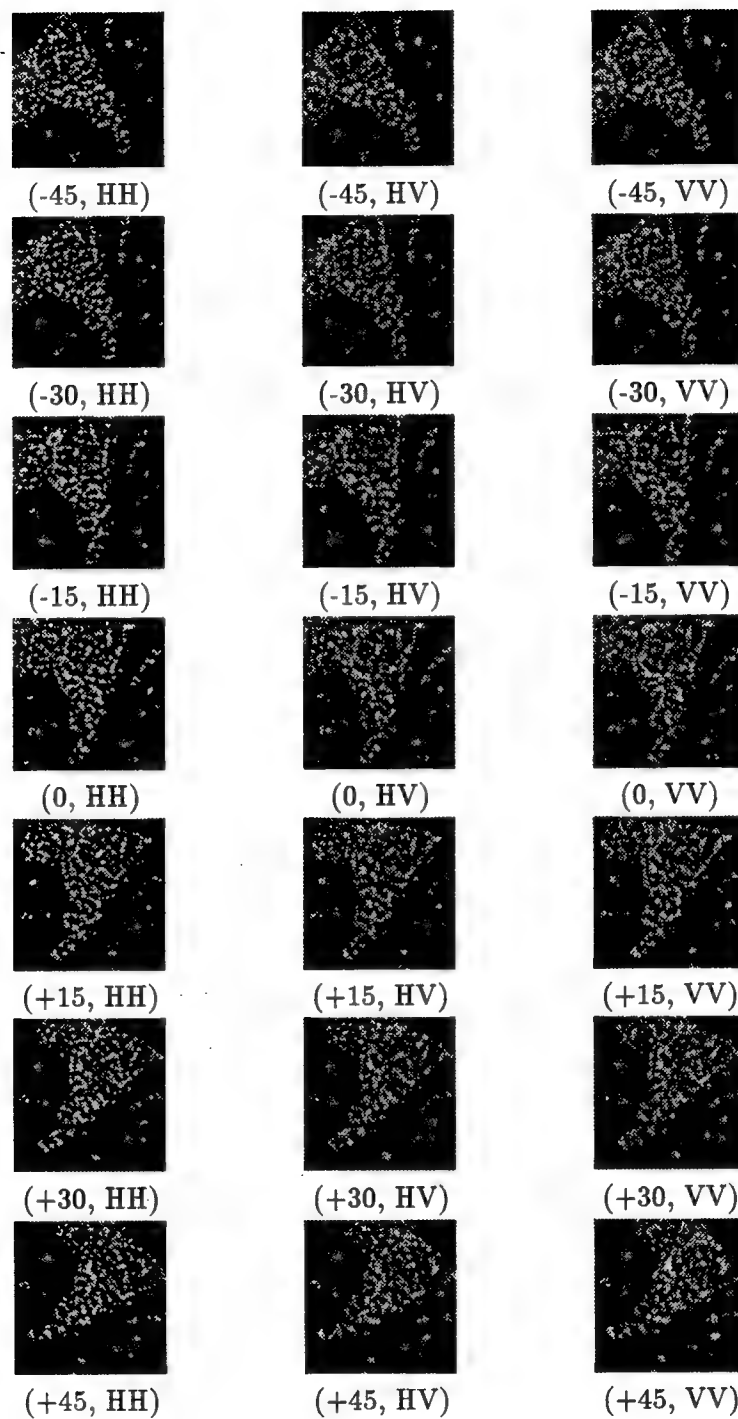 (-45, HH) (-45, HV) (-45, VV)
(-30, HH) (-30, HV) (-30, VV)
(-15, HH) (-15, HV) (-15, VV)
(0, HH) (0, HV) (0, VV)
(+15, HH) (+15, HV) (+15, VV)
(+30, HH) (+30, HV) (+30, VV)
(+45, HH) (+45, HV) (+45, VV)